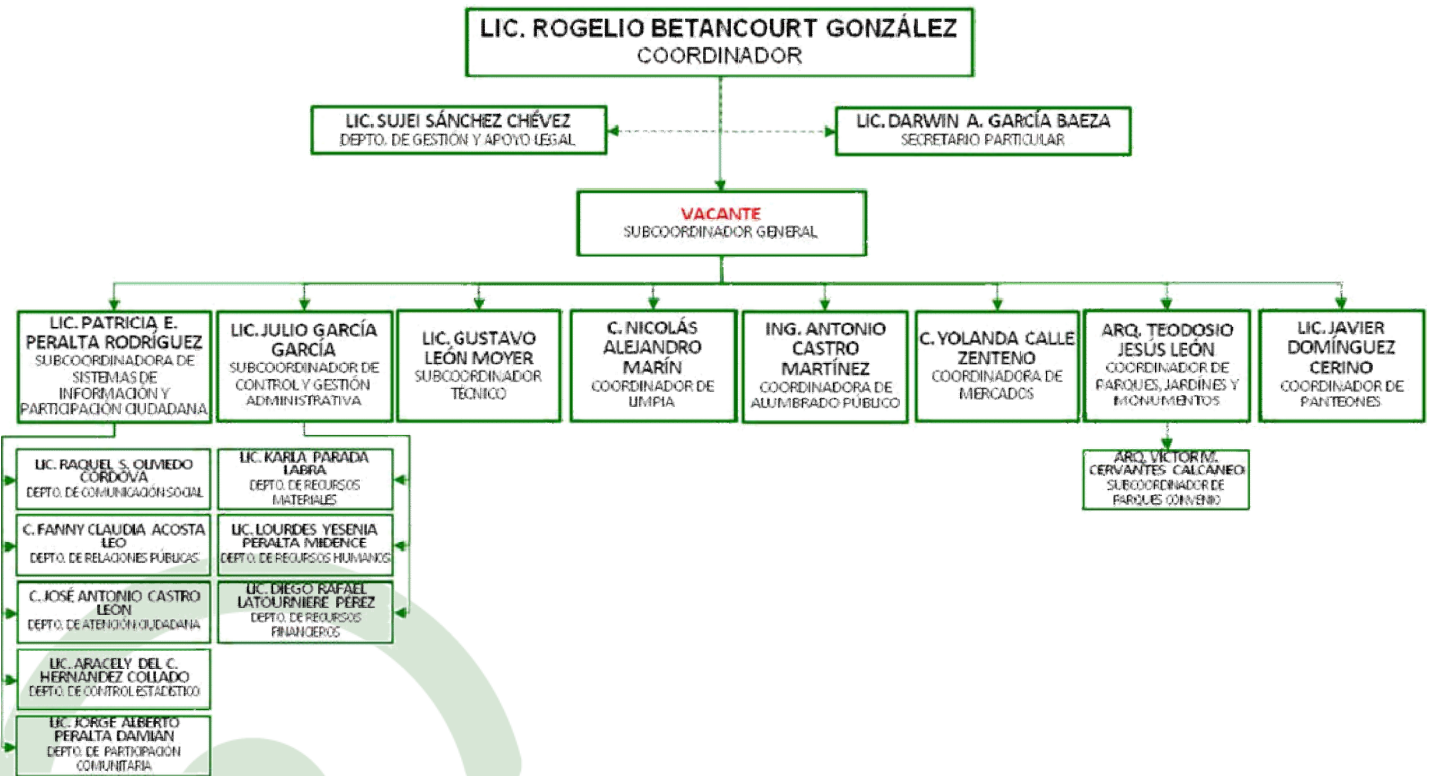 LIC. ROGELIO BETANCOURT GONZÁLEZ
COORDINADOR
LIC. SUJEI SÁNCHEZ CHÉVEZ
DEPTO. DE GESTIÓN Y APOYO LEGAL
LIC. DARWIN A. GARCÍA BAEZA
SECRETARIO PARTICULAR
VACANTE
SUBCOORDINADOR GENERAL
LIC. PATRICIA E.
PERALTA RODRÍGUEZ
SUBCOORDINADORA DE
SISTEMAS DE
INFORMACIÓN Y
PARTICIPACIÓN CIUDADANA
LIC. JULIO GARCÍA
GARCÍA
SUBCOORDINADOR DE
CONTROL Y GESTIÓN
ADMINISTRATIVA
LIC. GUSTAVO
LEÓN MOYER
SUBCOORDINADOR
TÉCNICO
C. NICOLÁS
ALEJANDRO
MARÍN
COORDINADOR DE
LIMPIA
ING. ANTONIO
CASTRO
MARTÍNEZ
COORDINADORA DE
ALUMBRADO PÚBLICO
C. YOLANDA CALLE
ZENTENO
COORDINADORA DE
MERCADOS
ARQ. TEODOSIO
JESÚS LEÓN
COORDINADOR DE
PARQUES, JARDÍNES Y
MONUMENTOS
LIC. JAVIER
DOMÍNGUEZ
CERINO
COORDINADOR DE
PANTEONES
LIC. RAQUEL S. OLMEDO
CÓRDOVA
DEPTO. DE COMUNICACIÓN SOCIAL
C. FANNY CLAUDIA ACOSTA
LEO
DEPTO. DE RELACIONES PÚBLICAS
C. JOSÉ ANTONIO CASTRO
LEÓN
DEPTO. DE ATENCIÓN CIUDADANA
LIC. ARACELY DEL C.
HERNÁNDEZ COLLADO
DEPTO. DE CONTROL ESTADÍSTICO
LIC. JORGE ALBERTO
PERALTA DAMIÁN
DEPTO. DE PARTICIPACIÓN
COMUNITARIA
LIC. KARLA PARADA
LABRA
DEPTO. DE RECURSOS
MATERIALES
LIC. LOURDES YESENIA
PERALTA MIDENCE
DEPTO. DE RECURSOS HUMANOS
LIC. DIEGO RAFAEL
LATOURNIERE PÉREZ
DEPTO. DE RECURSOS
FINANCIEROS
ARQ. VÍCTOR M.
CERVANTES CALCÁNEO
SUBCOORDINADOR DE
PARQUES CONVENIO